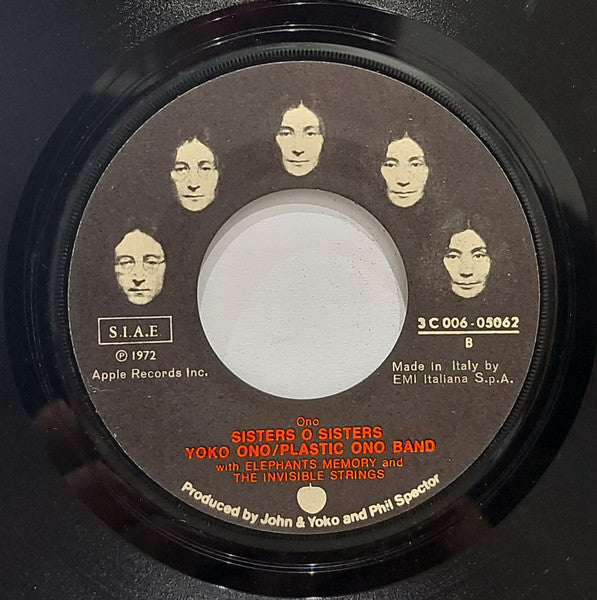 S.I.A.E
℗ 1972
Apple Records Inc.
3C 006-05062
B
Made in Italy by
EMI Italiana S.p.A.
Ono
SISTERS O SISTERS
YOKO ONO/PLASTIC ONO BAND
with ELEPHANTS MEMORY and
THE INVISIBLE STRINGS
Produced by John & Yoko and Phil Spector